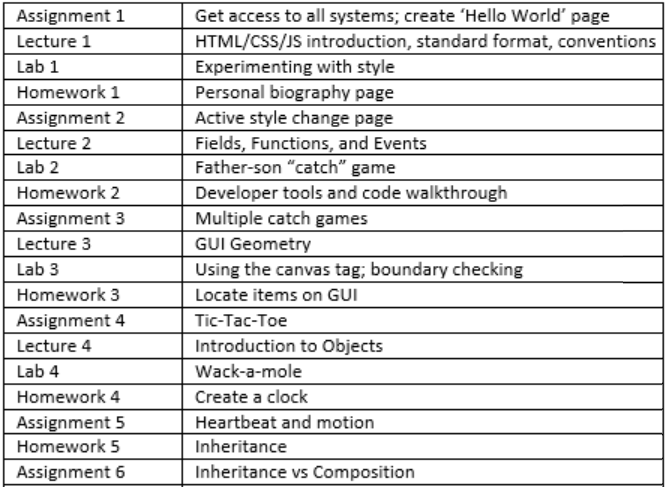 Assignment 1 Get access to all systems; create ‘Hello World’ page
Lecture 1 HTML/CSS/JS introduction, standard format, conventions
Lab 1 Experimenting with style
Homework 1 Personal biography page
Assignment 2 Active style change page
Lecture 2 Fields, Functions, and Events
Lab 2 Father-son “catch” game
Homework 2 Developer tools and code walkthrough
Assignment 3 Multiple catch games
Lecture 3 GUI Geometry
Lab 3 Using the canvas tag; boundary checking
Homework 3 Locate items on GUI
Assignment 4 Tic-Tac-Toe
Lecture 4 Introduction to Objects
Lab 4 Wack-a-mole
Homework 4 Create a clock
Assignment 5 Heartbeat and motion
Homework 5 Inheritance
Assignment 6 Inheritance vs Composition